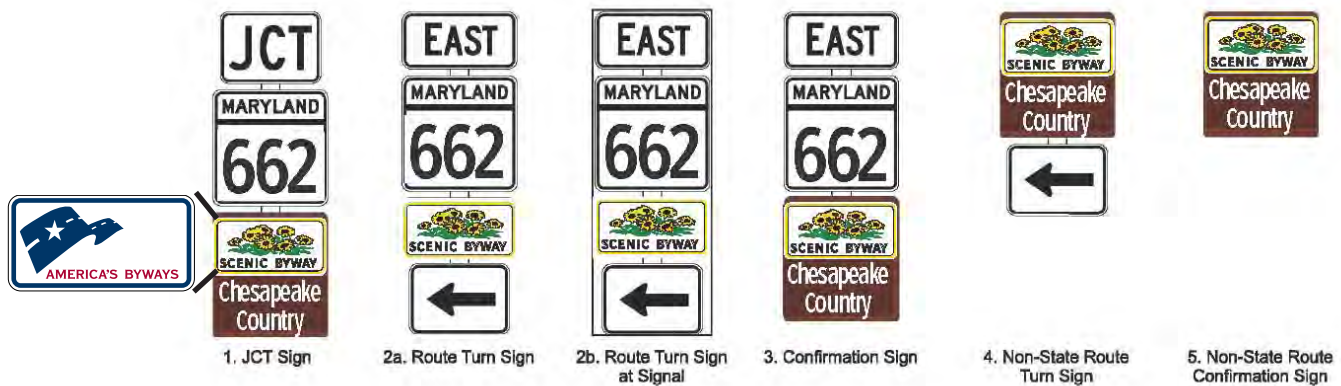 AMERICA'S BYWAYS
JCT
MARYLAND
662
SCENIC BYWAY
Chesapeake
Country
1. JCT Sign
EAST
MARYLAND
662
SCENIC BYWAY
2a. Route Turn Sign
EAST
MARYLAND
662
SCENIC BYWAY
2b. Route Turn Sign
at Signal
EAST
MARYLAND
662
SCENIC BYWAY
Chesapeake
Country
3. Confirmation Sign
SCENIC BYWAY
Chesapeake
Country
4. Non-State Route
Turn Sign
SCENIC BYWAY
Chesapeake
Country
5. Non-State Route
Confirmation Sign